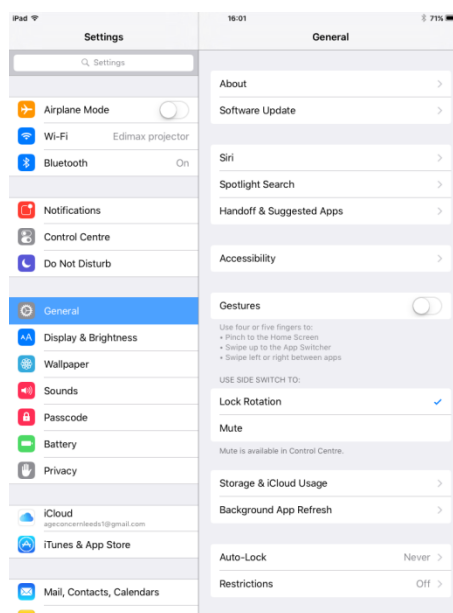 iPad
16:01
71%
Settings
General
Settings
Airplane Mode
Wi-Fi Edimax projector
Bluetooth On
Notifications
Control Centre
Do Not Disturb
General
Display & Brightness
Wallpaper
Sounds
Passcode
Battery
Privacy
iCloud
ageconcernleeds1@gmail.com
iTunes & App Store
Mail, Contacts, Calendars
About
Software Update
Siri
Spotlight Search
Handoff & Suggested Apps
Accessibility
Gestures
Use four or five fingers to:
• Pinch to the Home Screen
• Swipe up to the App Switcher
• Swipe left or right between apps
USE SIDE SWITCH TO:
Lock Rotation
Mute
Mute is available in Control Centre.
Storage & iCloud Usage
Background App Refresh
Auto-Lock Never
Restrictions Off